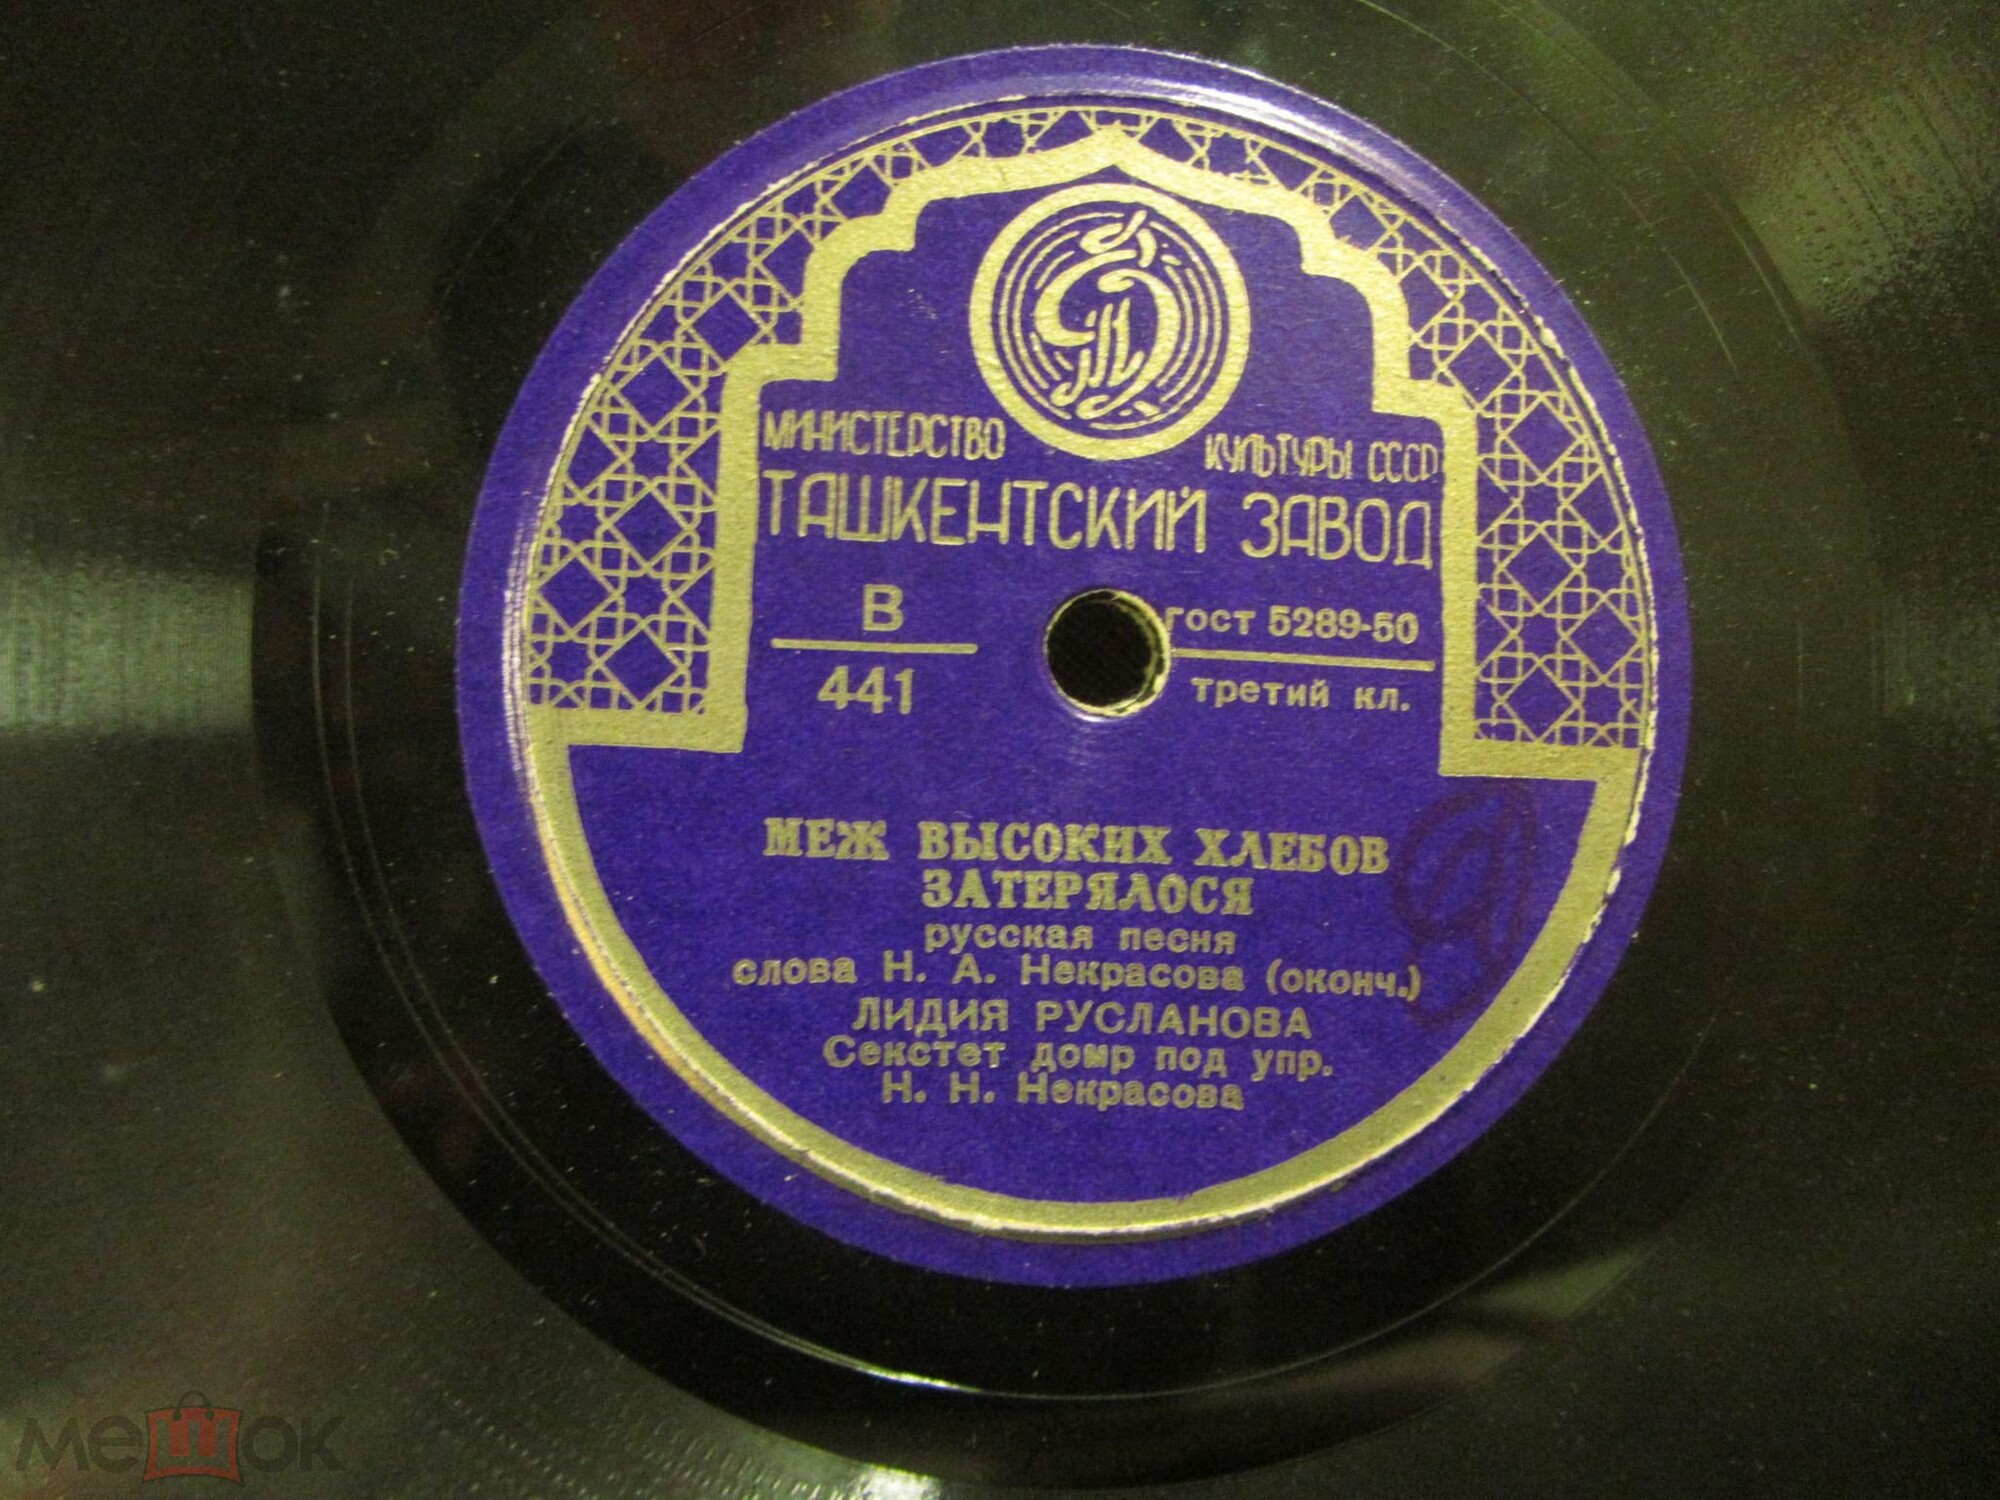 МИНИСТЕРСТВО КУЛЬТУРЫ СССР
ТАШКЕНТСКИЙ ЗАВОД
В
441
гост 5289-50
третий кл.
МЕЖ ВЫСОКИХ ХЛЕБОВ
ЗАТЕРЯЛОСЯ
русская песня
слова Н. А. Некрасова (оконч.)
ЛИДИЯ РУСЛАНОВА
Секстет домр под упр.
Н. Н. Некрасова
мешок